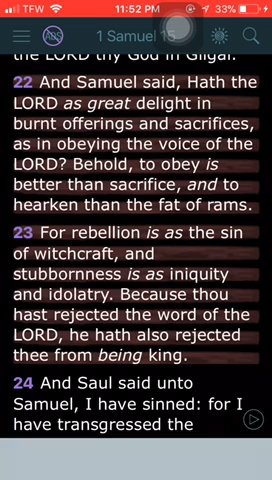 TFW 11:52 PM 33%
ABS 1 Samuel 15
the LORD thy God in Gilgal.
22 And Samuel said, Hath the
LORD as great delight in
burnt offerings and sacrifices,
as in obeying the voice of the
LORD? Behold, to obey is
better than sacrifice, and to
hearken than the fat of rams.
23 For rebellion is as the sin
of witchcraft, and
stubbornness is as iniquity
and idolatry. Because thou
hast rejected the word of the
LORD, he hath also rejected
thee from being king.
24 And Saul said unto
Samuel, I have sinned: for I
have transgressed the